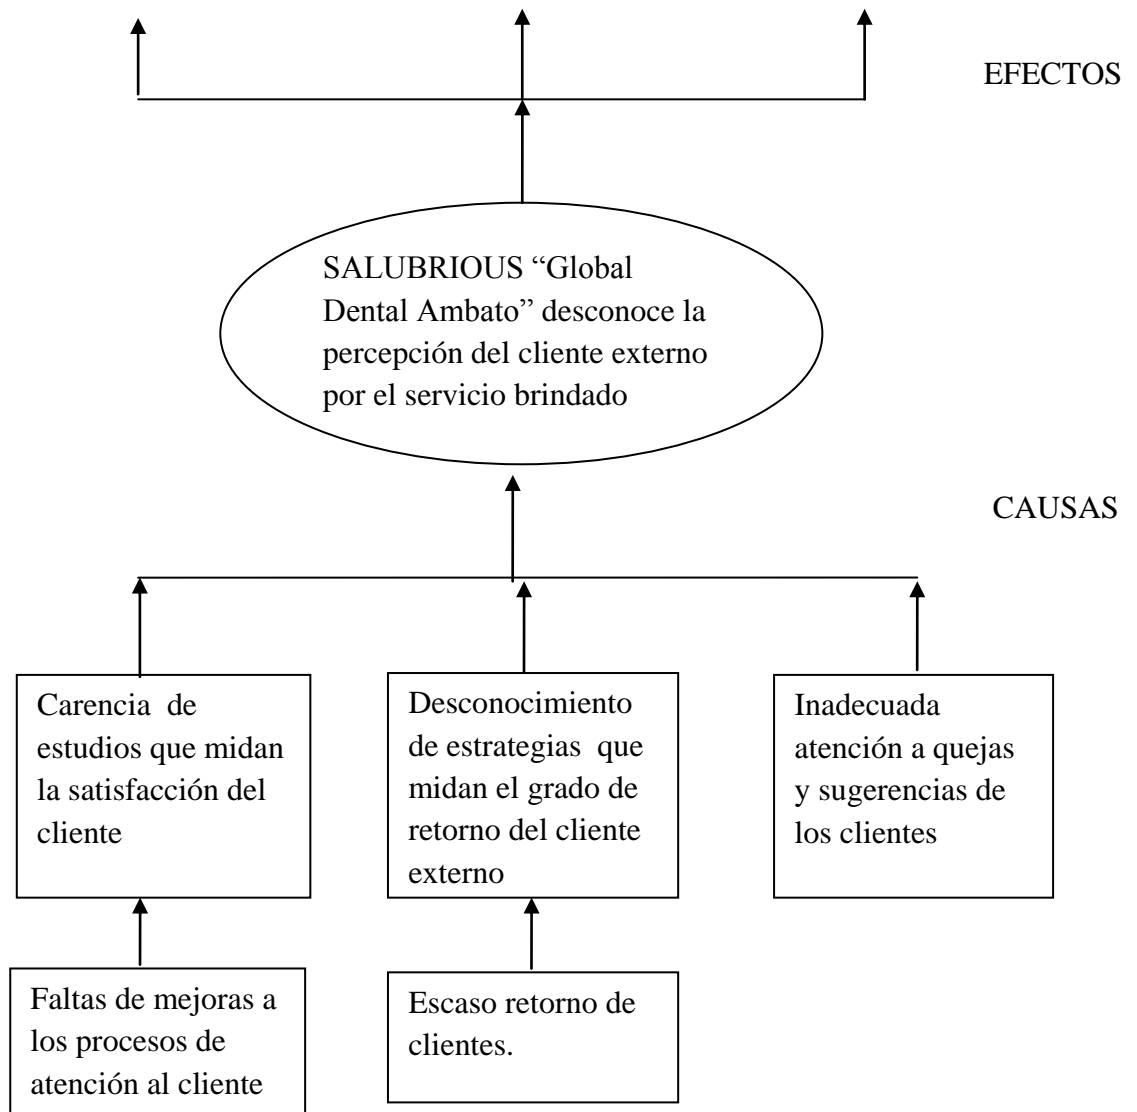 EFECTOS
SALUBRIOUS “Global
Dental Ambato” desconoce la
percepción del cliente externo
por el servicio brindado
CAUSAS
Carencia de
estudios que midan
la satisfacción del
cliente
Desconocimiento
de estrategias que
midan el grado de
retorno del cliente
externo
Inadecuada
atención a quejas
y sugerencias de
los clientes
Faltas de mejoras a
los procesos de
atención al cliente
Escaso retorno de
clientes.